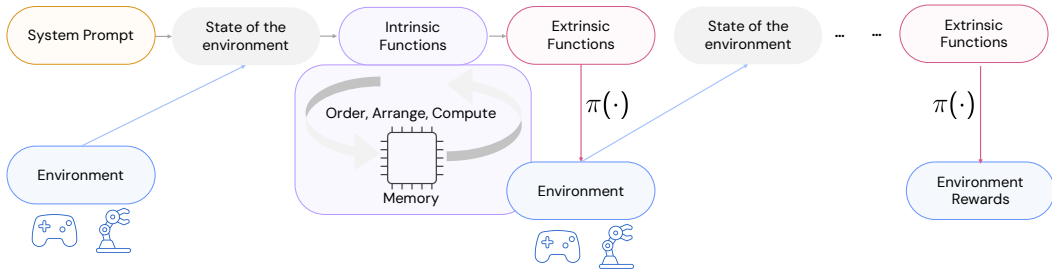 System Prompt
State of the
environment
Intrinsic
Functions
Extrinsic
Functions
State of the
environment
... ...
Extrinsic
Functions
π(·)
π(·)
Order, Arrange, Compute
Memory
Environment
Environment
Environment
Rewards